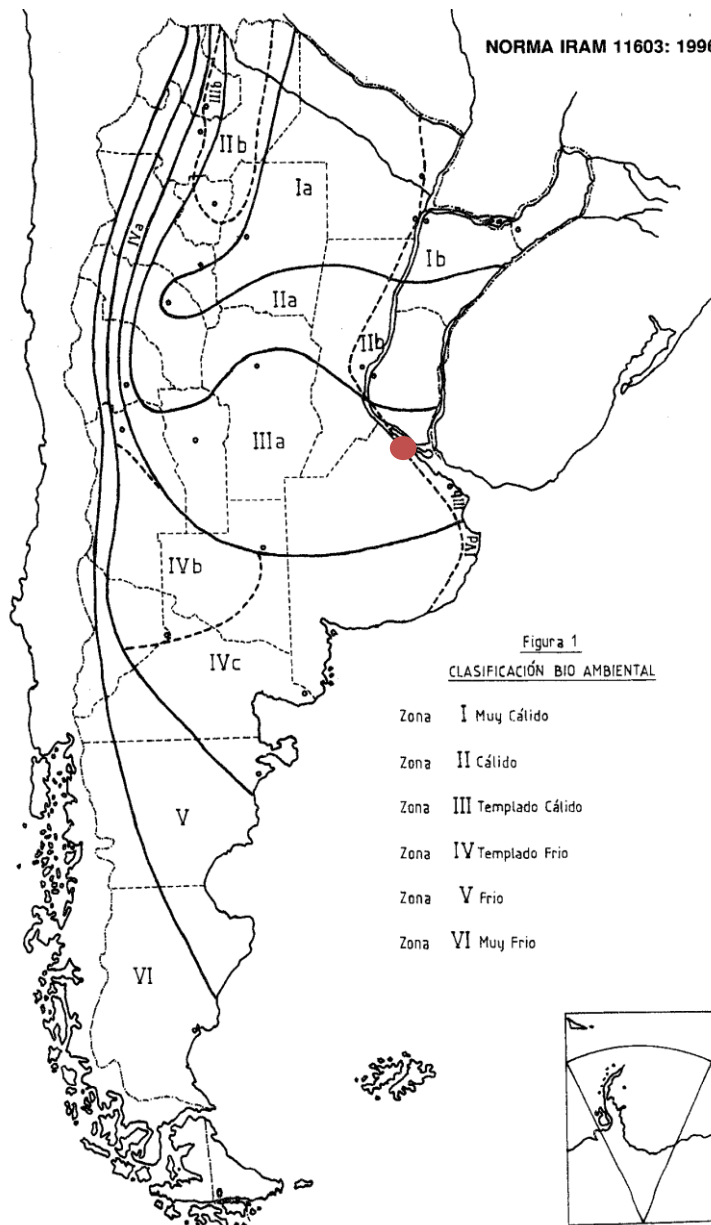 NORMA IRAM 11603: 1996
IIIb
IIb
Ia
IVa
Ib
IIa
IIb
IIIa
IVd
IVb
IVc
V
VI
Figura 1
CLASIFICACIÓN BIO AMBIENTAL
Zona I Muy Cálido
Zona II Cálido
Zona III Templado Cálido
Zona IV Templado Frio
Zona V Frio
Zona VI Muy Frio